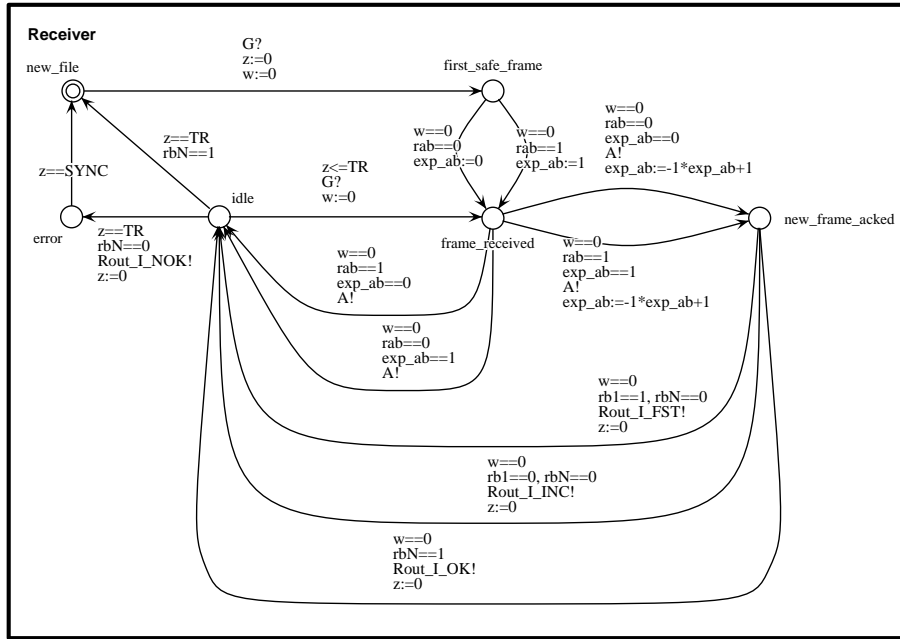 Receiver
new_file
G?
z:=0
w:=0
first_safe_frame
w==0
rab==0
exp_ab:=0
w==0
rab==1
exp_ab:=1
w==0
rab==0
exp_ab==0
A!
exp_ab:=-1*exp_ab+1
z==SYNC
z==TR
rbN==1
z<=TR
G?
w:=0
idle
error
z==TR
rbN==0
Rout_I_NOK!
z:=0
frame_received
new_frame_acked
w==0
rab==1
exp_ab==1
A!
exp_ab:=-1*exp_ab+1
w==0
rab==1
exp_ab==0
A!
w==0
rab==0
exp_ab==1
A!
w==0
rb1==1, rbN==0
Rout_I_FST!
z:=0
w==0
rb1==0, rbN==0
Rout_I_INC!
z:=0
w==0
rbN==1
Rout_I_OK!
z:=0